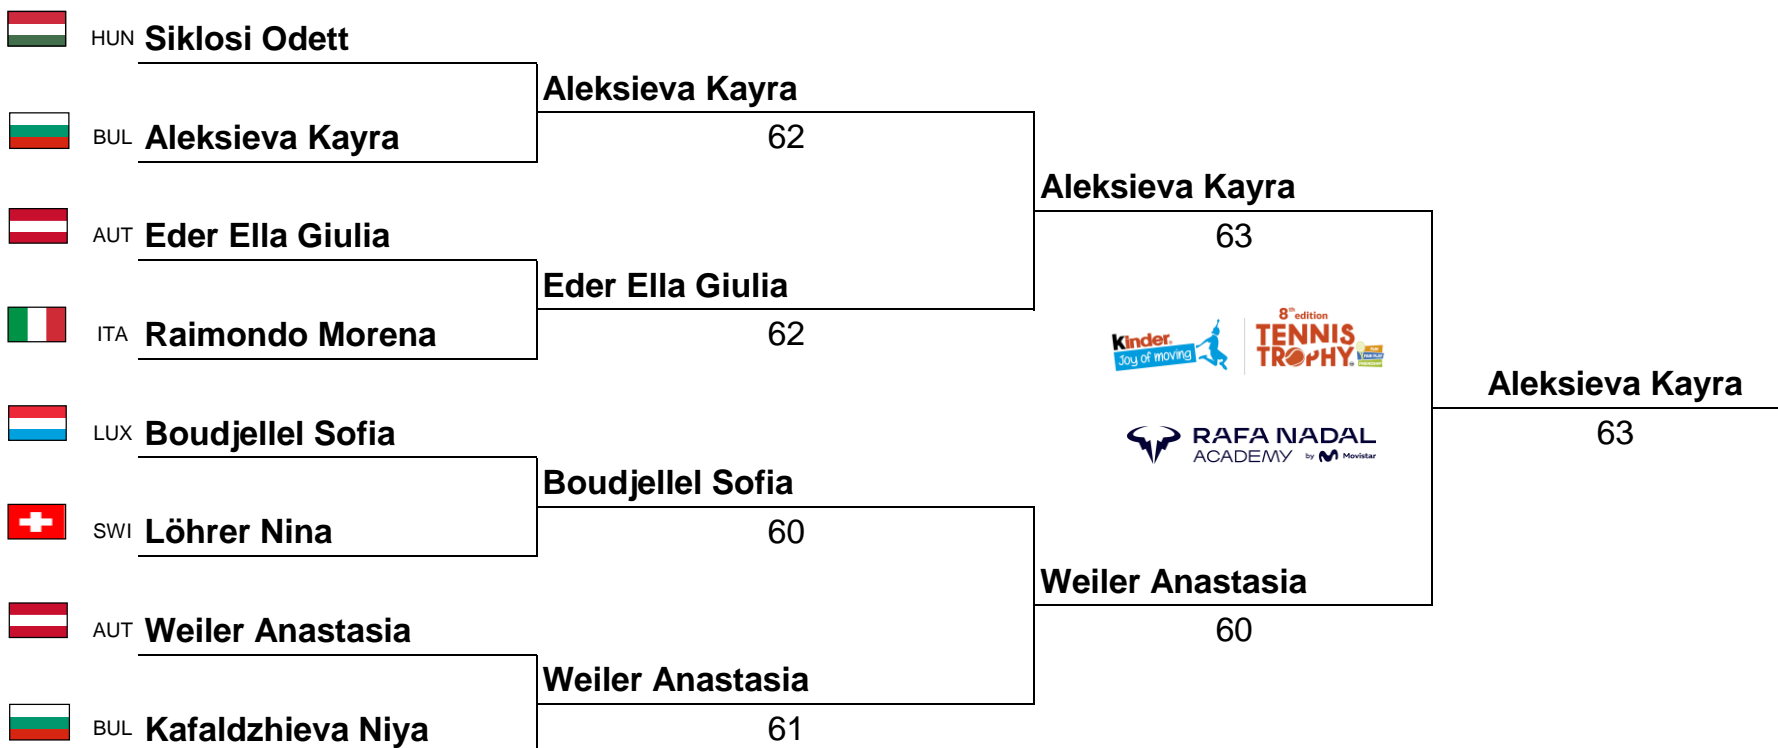 HUN Siklosi Odett
Aleksieva Kayra
BUL Aleksieva Kayra
62
Aleksieva Kayra
AUT Eder Ella Giulia
63
Eder Ella Giulia
ITA Raimondo Morena
62
Kinder
Joy of moving
8th edition
TENNIS
TROPHY
Aleksieva Kayra
63
LUX Boudjellel Sofia
RAFA NADAL
ACADEMY by Movistar
Boudjellel Sofia
SWI Löhrer Nina
60
Weiler Anastasia
AUT Weiler Anastasia
60
Weiler Anastasia
BUL Kafaldzhieva Niya
61